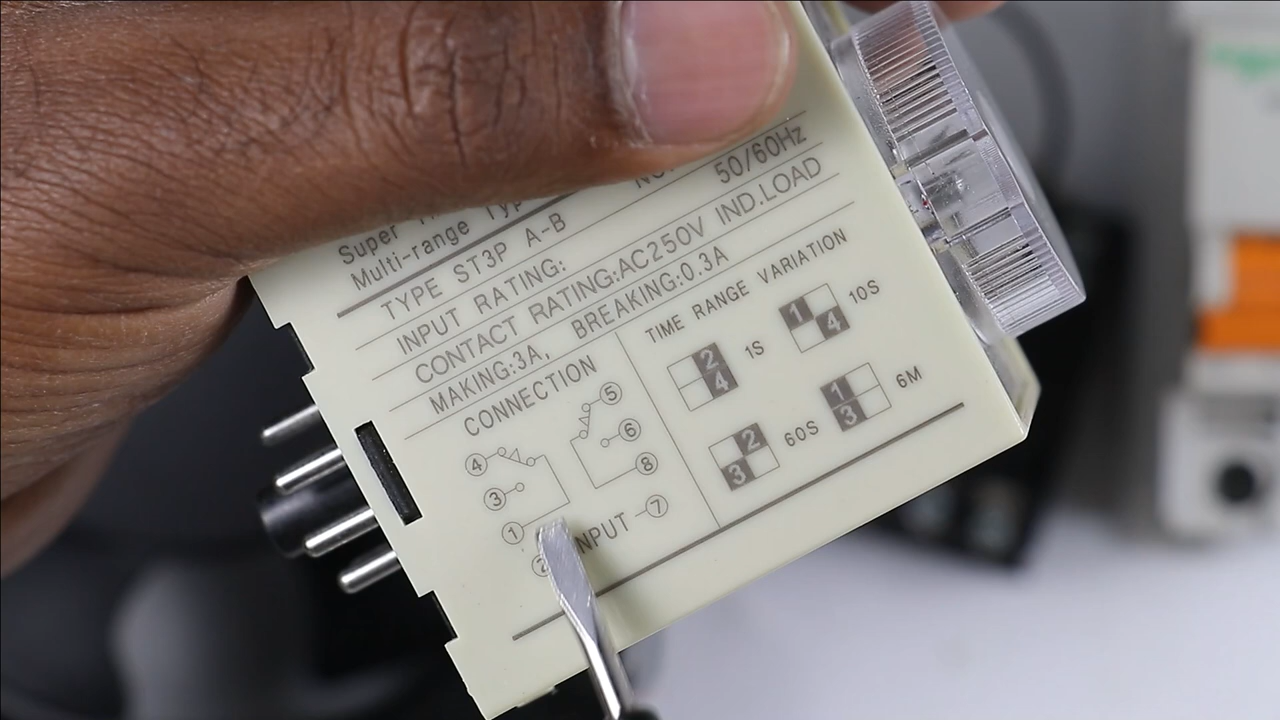 Super
Multi-range
TYPE ST3P A-B
INPUT RATING: 50/60Hz
CONTACT RATING:AC250V IND.LOAD
MAKING:3A, BREAKING:0.3A
CONNECTION
④ ⑤
③ ⑥
① ⑧
② INPUT ⑦
TIME RANGE VARIATION
2 4 1S
1 4 10S
2 3 60S
1 3 6M